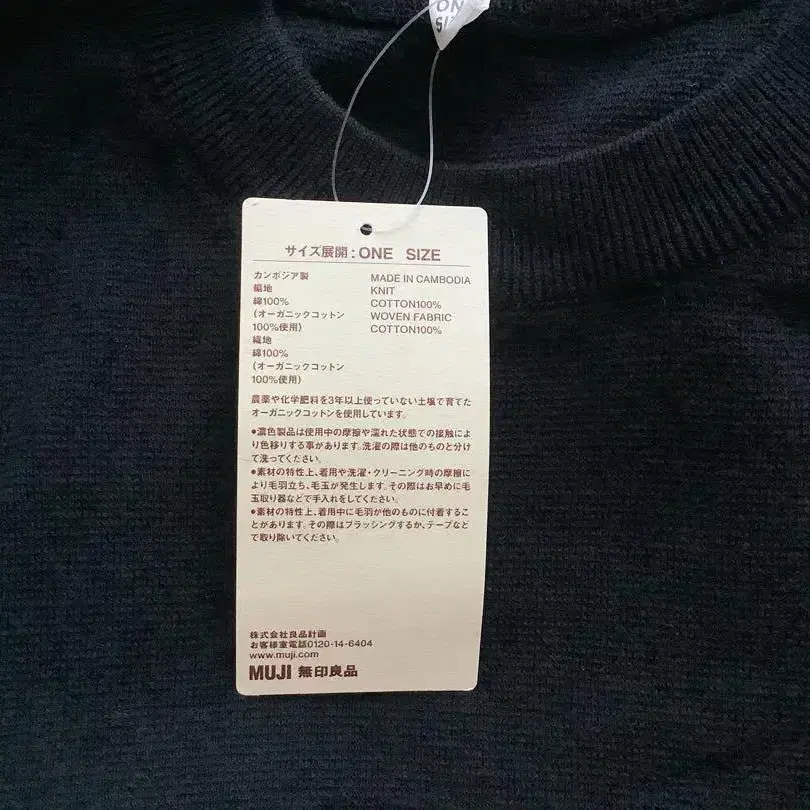 ON
SIZ
サイズ展開:ONE SIZE
カンボジア製 MADE IN CAMBODIA
編地 KNIT
綿100% COTTON100%
(オーガニックコットン WOVEN FABRIC
100%使用) COTTON100%
織地
綿100%
(オーガニックコットン
100%使用)
農薬や化学肥料を3年以上使っていない土壌で育てた
オーガニックコットンを使用しています。
●濃色製品は使用中の摩擦や濡れた状態での接触によ
り色移りする事があります。洗濯の際は他のものと分け
て洗ってください。
●素材の特性上、着用や洗濯・クリーニング時の摩擦に
より毛羽立ち、毛玉が発生します。その際はお早めに毛
玉取り器などで手入れをしてください。
●素材の特性上、着用中に毛羽が他のものに付着するこ
とがあります。その際はブラッシングするか、テープなど
で取り除いてください。
株式会社良品計画
お客様室電話0120-14-6404
www.muji.com
MUJI 無印良品